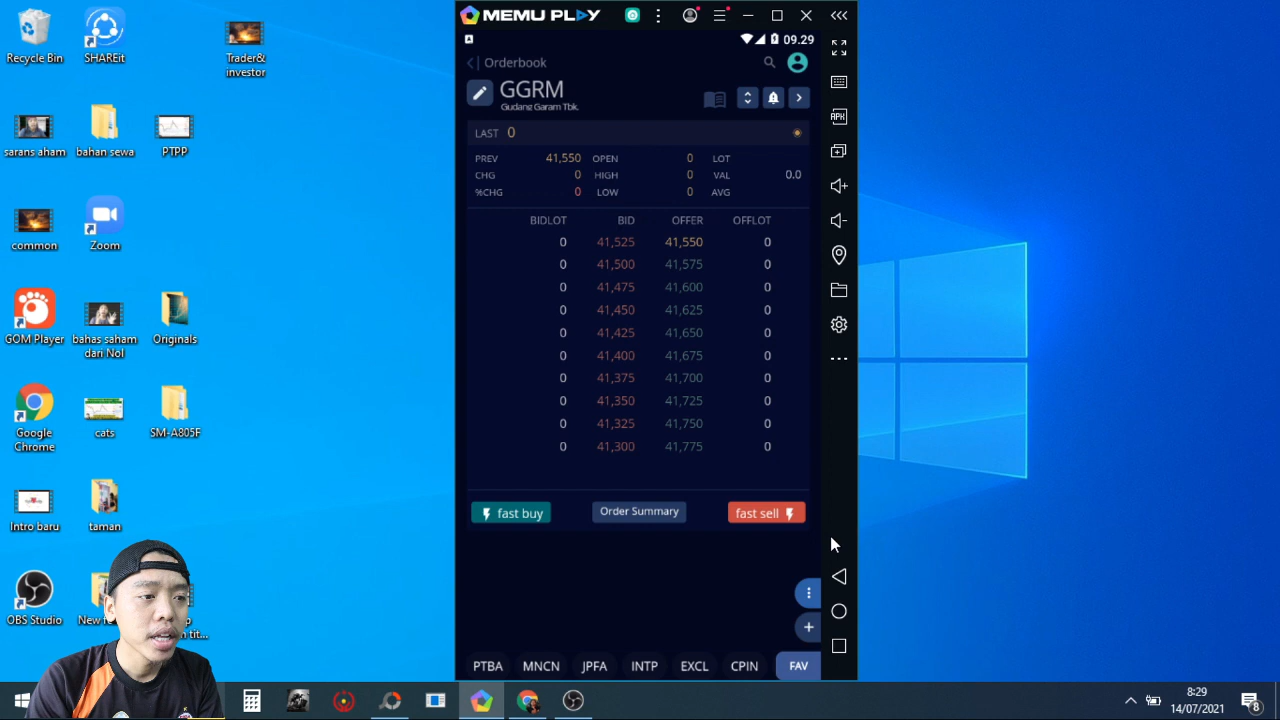 MEMU PLAY
09.29
Orderbook
GGRM
Gudang Garam Tbk.
LAST 0
PREV 41,550 OPEN 0 LOT
CHG 0 HIGH 0 VAL 0.0
%CHG 0 LOW 0 AVG
BIDLOT BID OFFER OFFLOT
0 41,525 41,550 0
0 41,500 41,575 0
0 41,475 41,600 0
0 41,450 41,625 0
0 41,425 41,650 0
0 41,400 41,675 0
0 41,375 41,700 0
0 41,350 41,725 0
0 41,325 41,750 0
0 41,300 41,775 0
fast buy Order Summary fast sell
PTBA MNCN JPFA INTP EXCL CPIN FAV
APK
Recycle Bin
SHAREit
Trader&
investor
sarans aham
bahan sewa
PTPP
common
Zoom
GOM Player
bahas saham
dari Nol
Originals
Google
Chrome
cats
SM-A805F
Intro baru
taman
OBS Studio
8:29
14/07/2021
8